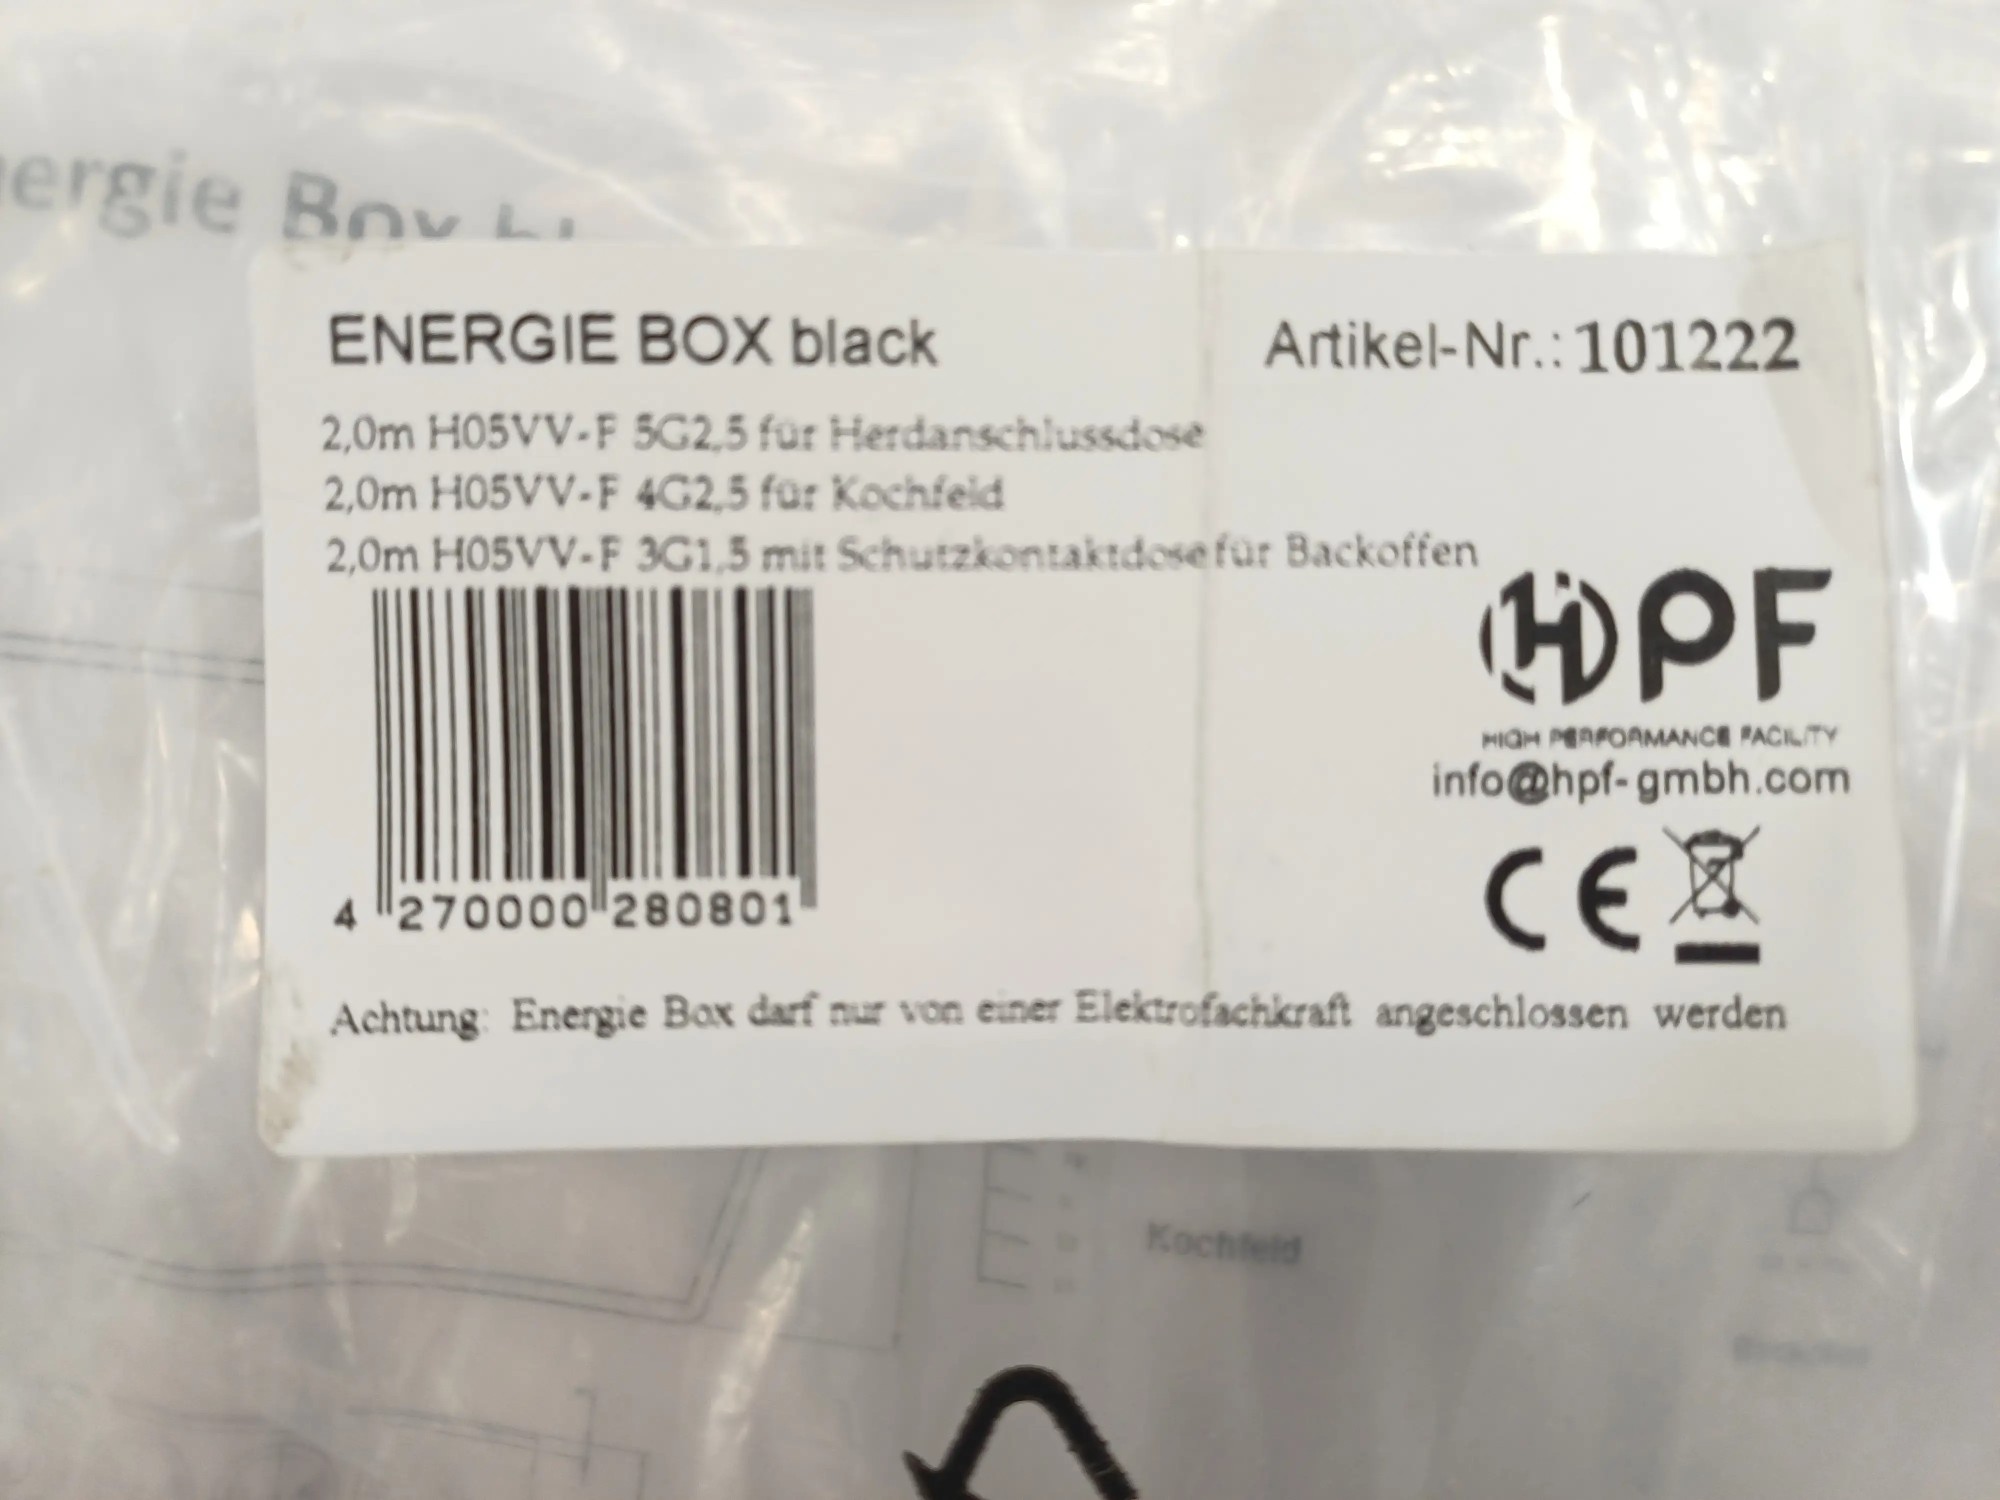 nergie Box
ENERGIE BOX black
Artikel-Nr.: 101222
2,0m H05VV-F 5G2,5 für Herdanschlussdose
2,0m H05VV-F 4G2,5 für Kochfeld
2,0m H05VV-F 3G1,5 mit Schutzkontaktdose für Backoffen
HPF
HIGH PERFORMANCE FACILITY
info@hpf-gmbh.com
CE
4 270000 280801
Achtung: Energie Box darf nur von einer Elektrofachkraft angeschlossen werden
Kochfeld